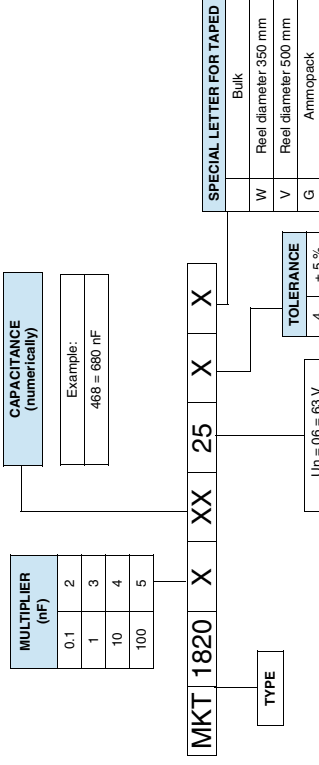 MULTIPLIER
(nF)
0.1 2
1 3
10 4
100 5
CAPACITANCE
(numerically)
Example:
468 = 680 nF
MKT 1820 X XX 25 X X
SPECIAL LETTER FOR TAPED
Bulk
W Reel diameter 350 mm
V Reel diameter 500 mm
G Ammopack
TYPE
TOLERANCE
4 ± 5 %
Un = 06 = 63 V